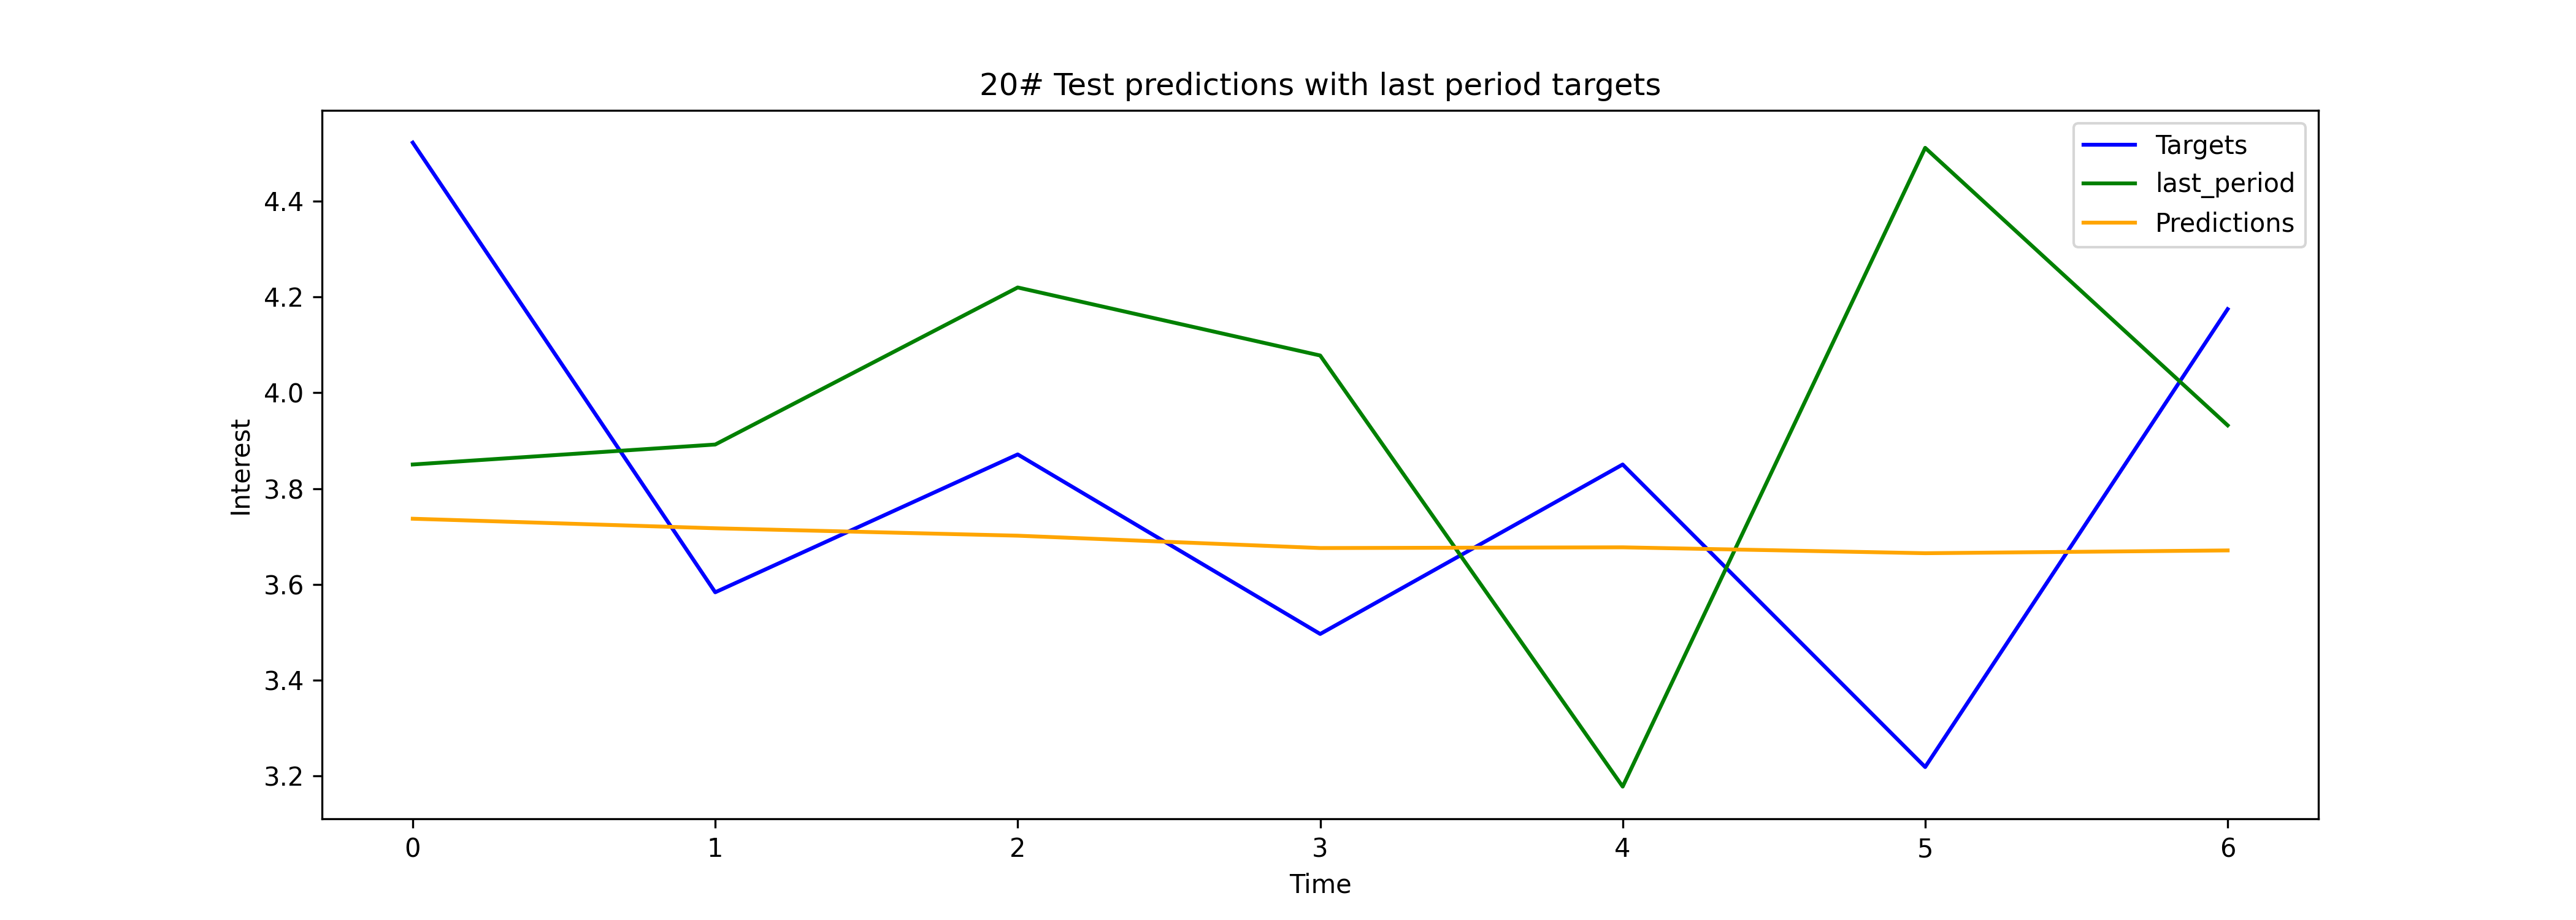 20# Test predictions with last period targets
Targets
last_period
Predictions
Interest
4.4
4.2
4.0
3.8
3.6
3.4
3.2
0 1 2 3 4 5 6
Time